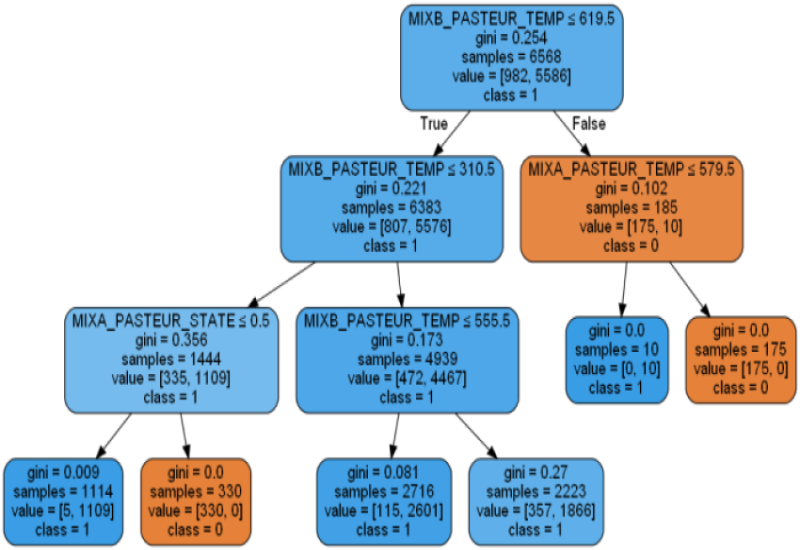 MIXB_PASTEUR_TEMP ≤ 619.5
gini = 0.254
samples = 6568
value = [982, 5586]
class = 1
True
False
MIXB_PASTEUR_TEMP ≤ 310.5
gini = 0.221
samples = 6383
value = [807, 5576]
class = 1
MIXA_PASTEUR_TEMP ≤ 579.5
gini = 0.102
samples = 185
value = [175, 10]
class = 0
MIXA_PASTEUR_STATE ≤ 0.5
gini = 0.356
samples = 1444
value = [335, 1109]
class = 1
MIXB_PASTEUR_TEMP ≤ 555.5
gini = 0.173
samples = 4939
value = [472, 4467]
class = 1
gini = 0.0
samples = 10
value = [0, 10]
class = 1
gini = 0.0
samples = 175
value = [175, 0]
class = 0
gini = 0.009
samples = 1114
value = [5, 1109]
class = 1
gini = 0.0
samples = 330
value = [330, 0]
class = 0
gini = 0.081
samples = 2716
value = [115, 2601]
class = 1
gini = 0.27
samples = 2223
value = [357, 1866]
class = 1